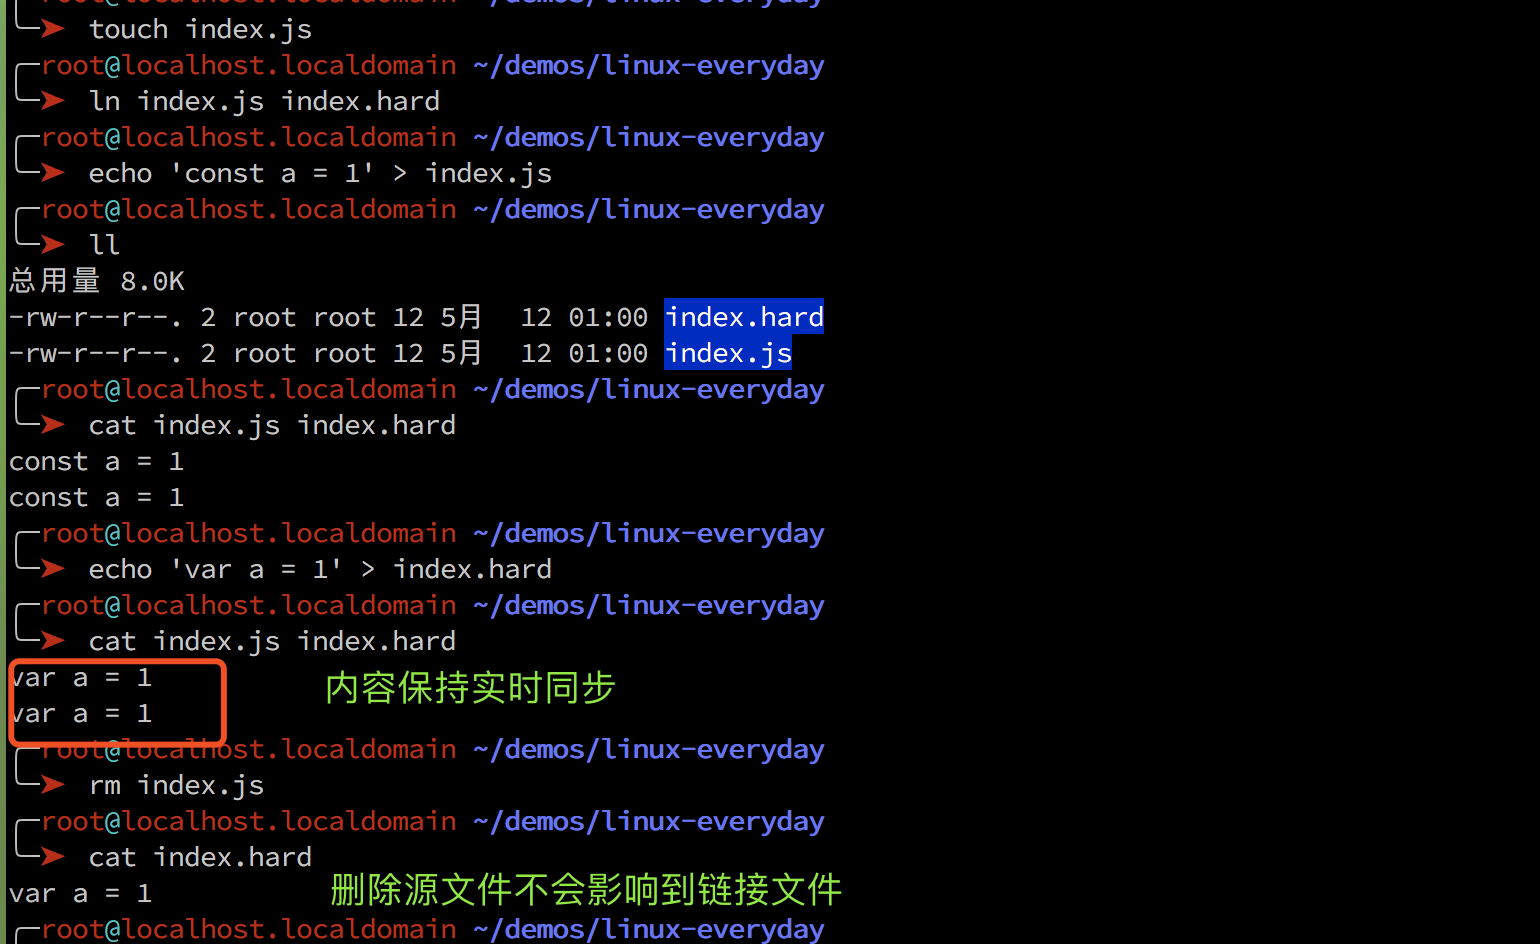 root@localhost.localdomain ~/demos/linux-everyday
➤ touch index.js
root@localhost.localdomain ~/demos/linux-everyday
➤ ln index.js index.hard
root@localhost.localdomain ~/demos/linux-everyday
➤ echo 'const a = 1' > index.js
root@localhost.localdomain ~/demos/linux-everyday
➤ ll
总用量 8.0K
-rw-r--r--. 2 root root 12 5月  12 01:00 index.hard
-rw-r--r--. 2 root root 12 5月  12 01:00 index.js
root@localhost.localdomain ~/demos/linux-everyday
➤ cat index.js index.hard
const a = 1
const a = 1
root@localhost.localdomain ~/demos/linux-everyday
➤ echo 'var a = 1' > index.hard
root@localhost.localdomain ~/demos/linux-everyday
➤ cat index.js index.hard
var a = 1
内容保持实时同步
var a = 1
root@localhost.localdomain ~/demos/linux-everyday
➤ rm index.js
root@localhost.localdomain ~/demos/linux-everyday
➤ cat index.hard
var a = 1
删除源文件不会影响到链接文件
root@localhost.localdomain ~/demos/linux-everyday